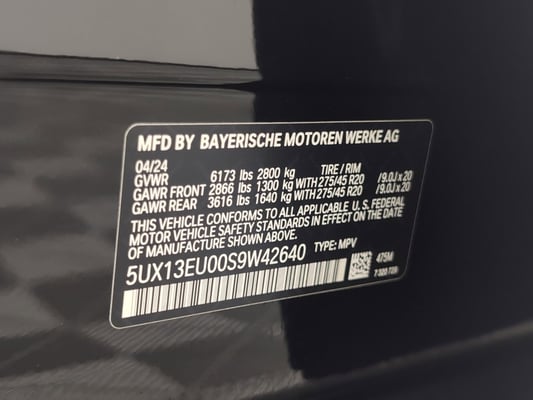 MFD BY BAYERISCHE MOTOREN WERKE AG
04/24
GVWR 6173 lbs 2800 kg TIRE / RIM
GAWR FRONT 2866 lbs 1300 kg WITH 275/45 R20 /9.0J x 20
GAWR REAR 3616 lbs 1640 kg WITH 275/45 R20 /9.0J x 20
THIS VEHICLE CONFORMS TO ALL APPLICABLE U. S. FEDERAL
MOTOR VEHICLE SAFETY STANDARDS IN EFFECT ON THE DATE
OF MANUFACTURE SHOWN ABOVE.
5UX13EU00S9W42640 TYPE: MPV
475M